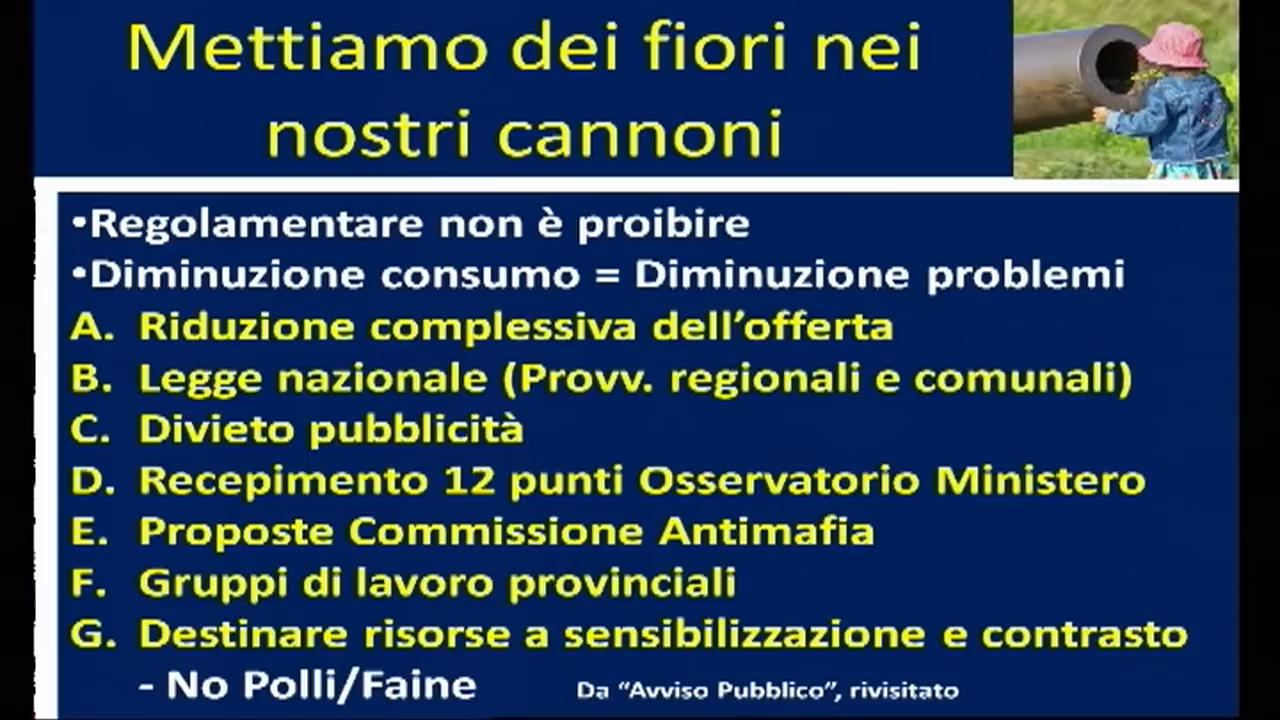 Mettiamo dei fiori nei
nostri cannoni
•Regolamentare non è proibire
•Diminuzione consumo = Diminuzione problemi
A. Riduzione complessiva dell’offerta
B. Legge nazionale (Provv. regionali e comunali)
C. Divieto pubblicità
D. Recepimento 12 punti Osservatorio Ministero
E. Proposte Commissione Antimafia
F. Gruppi di lavoro provinciali
G. Destinare risorse a sensibilizzazione e contrasto
- No Polli/Faine Da “Avviso Pubblico”, rivisitato